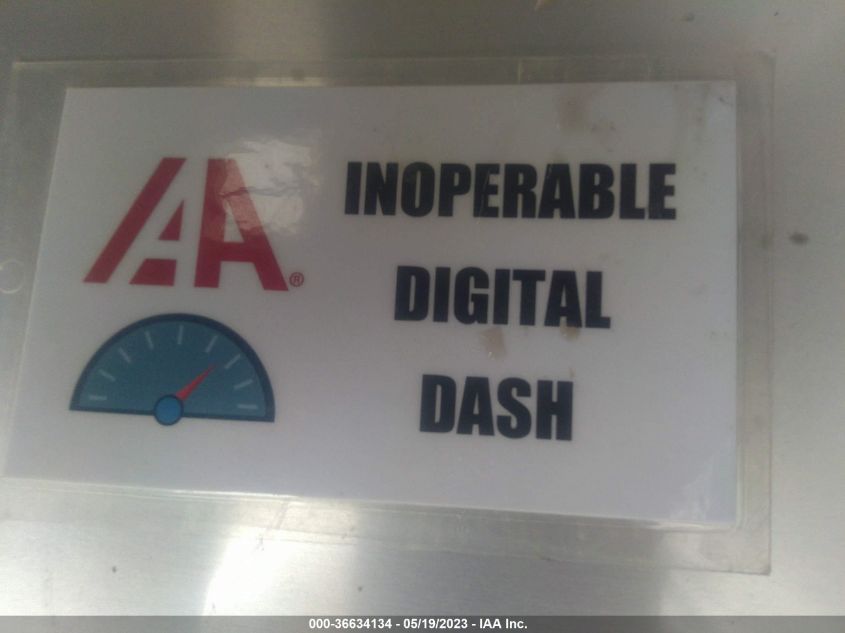 IAA®
INOPERABLE
DIGITAL
DASH
000-36634134 - 05/19/2023 - IAA Inc.